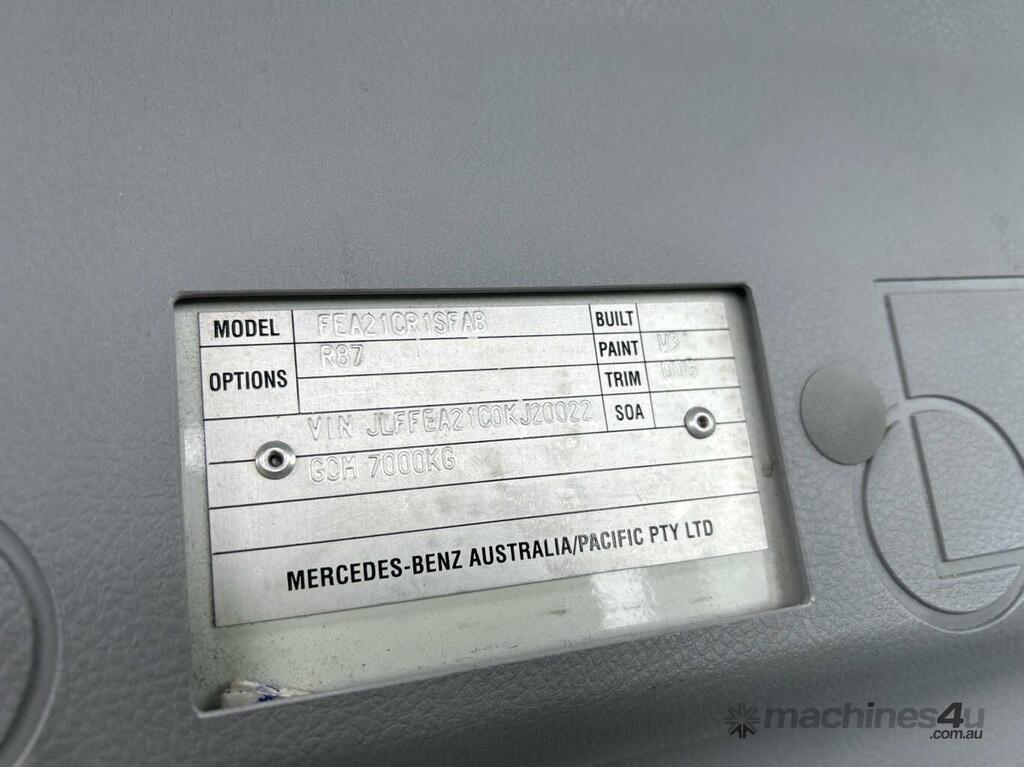 MODEL FEA21CR1SFAB BUILT
OPTIONS R87 PAINT
TRIM
VIN JLFFEA21C0KJ20022 SOA
GCM 7000KG
MERCEDES-BENZ AUSTRALIA/PACIFIC PTY LTD
machines4u
.com.au